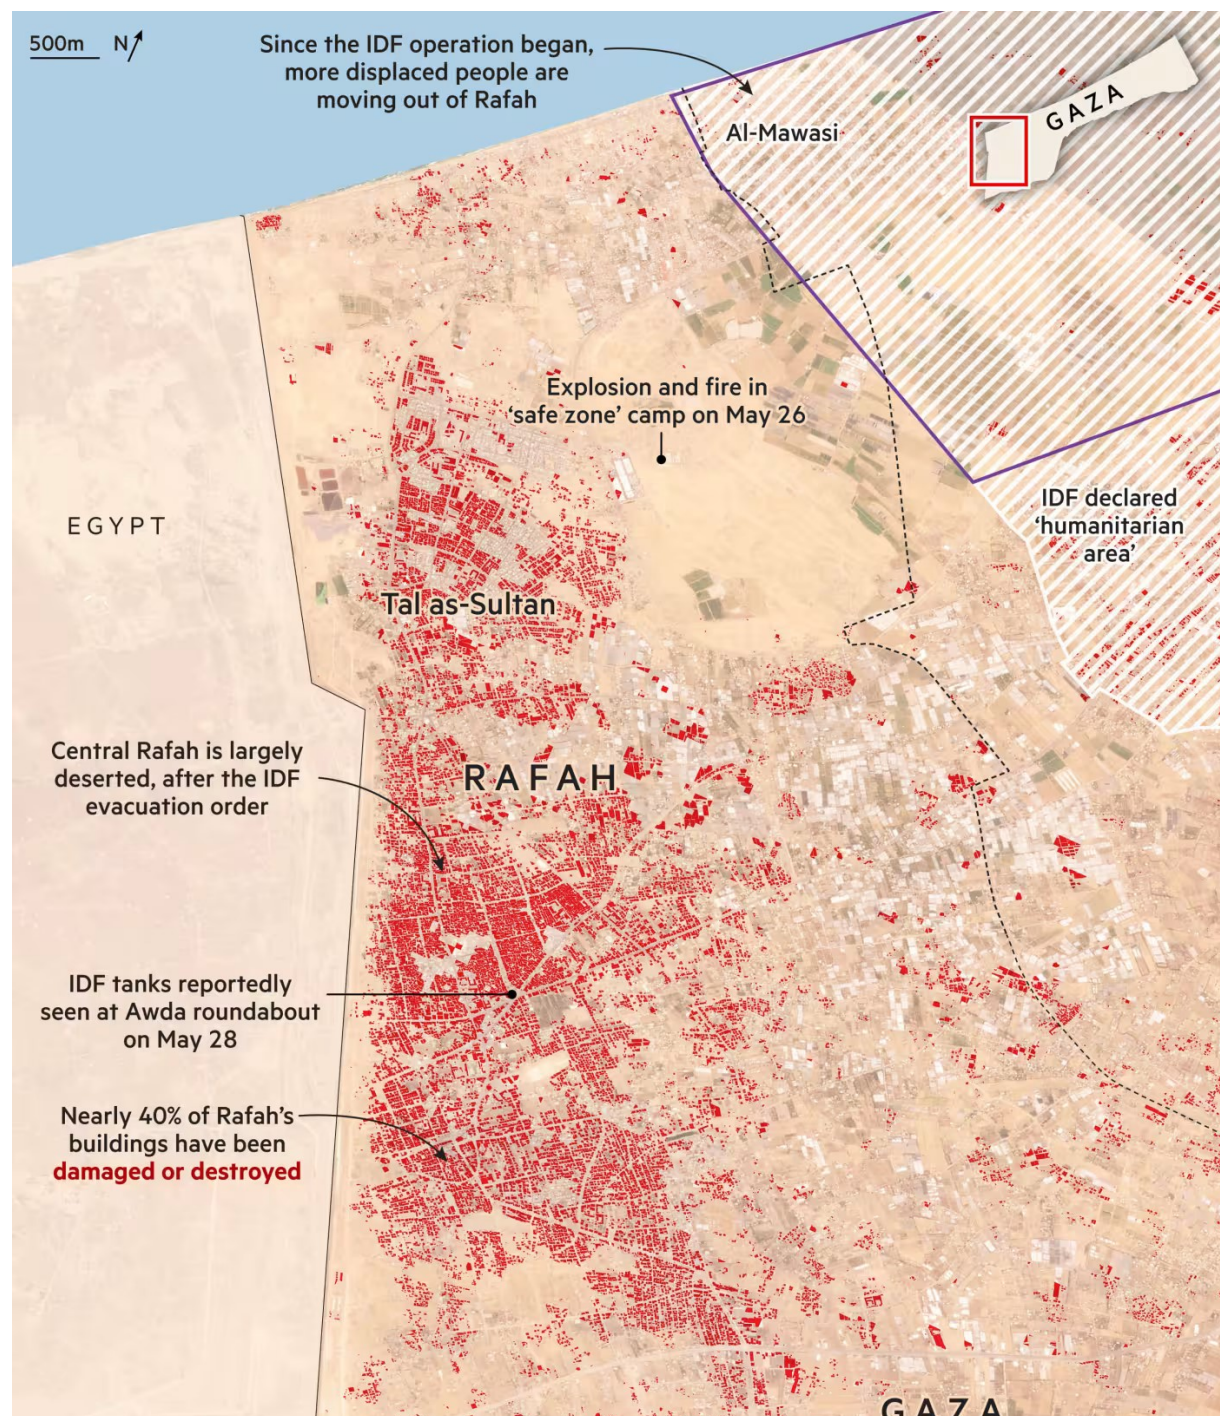 500m
N
Since the IDF operation began,
more displaced people are
moving out of Rafah
GAZA
Al-Mawasi
Explosion and fire in
‘safe zone’ camp on May 26
EGYPT
IDF declared
‘humanitarian
area’
Tal as-Sultan
Central Rafah is largely
deserted, after the IDF
evacuation order
RAFAH
IDF tanks reportedly
seen at Awda roundabout
on May 28
Nearly 40% of Rafah’s
buildings have been
damaged or destroyed
GAZA